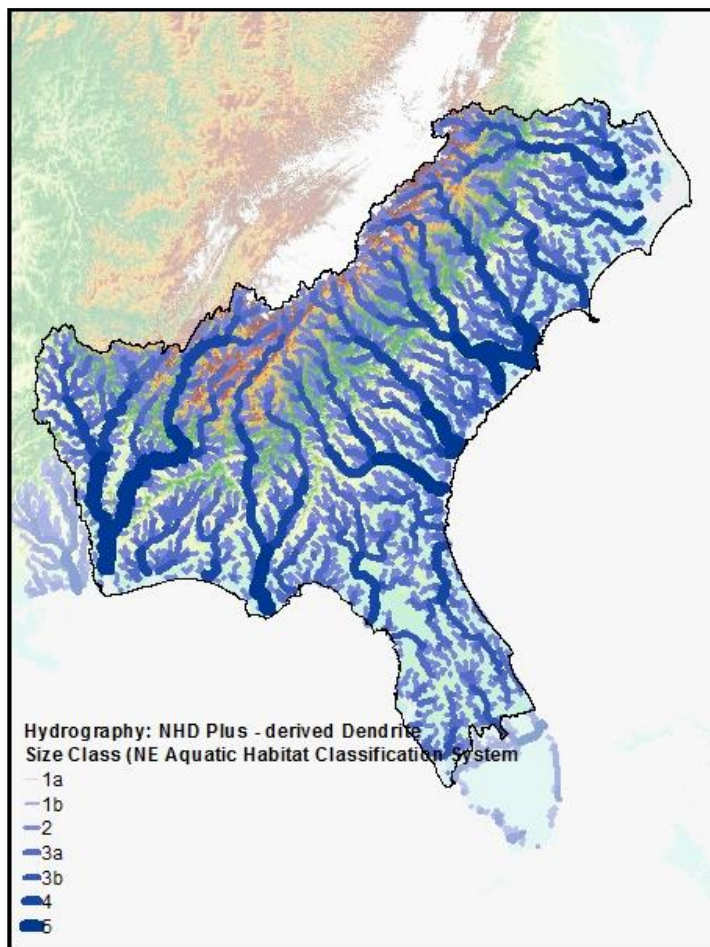 Hydrography: NHD Plus - derived Dendrite
Size Class (NE Aquatic Habitat Classification System
1a
1b
2
3a
3b
4
5